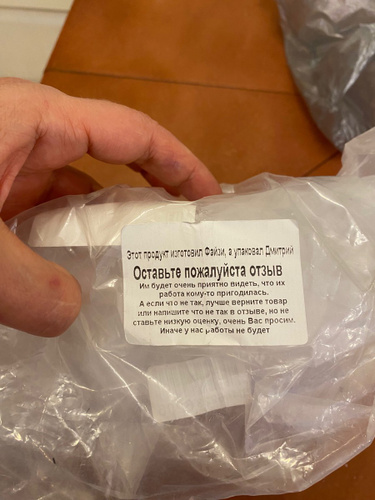 Этот продукт изготовил Файзи, а упаковал Дмитрий
Оставьте пожалуйста отзыв
Им будет очень приятно видеть, что их
работа кому-то пригодилась.
А если что не так, лучше верните товар
или напишите что не так в отзыве, но не
ставьте низкую оценку, очень Вас просим.
Иначе у нас работы не будет